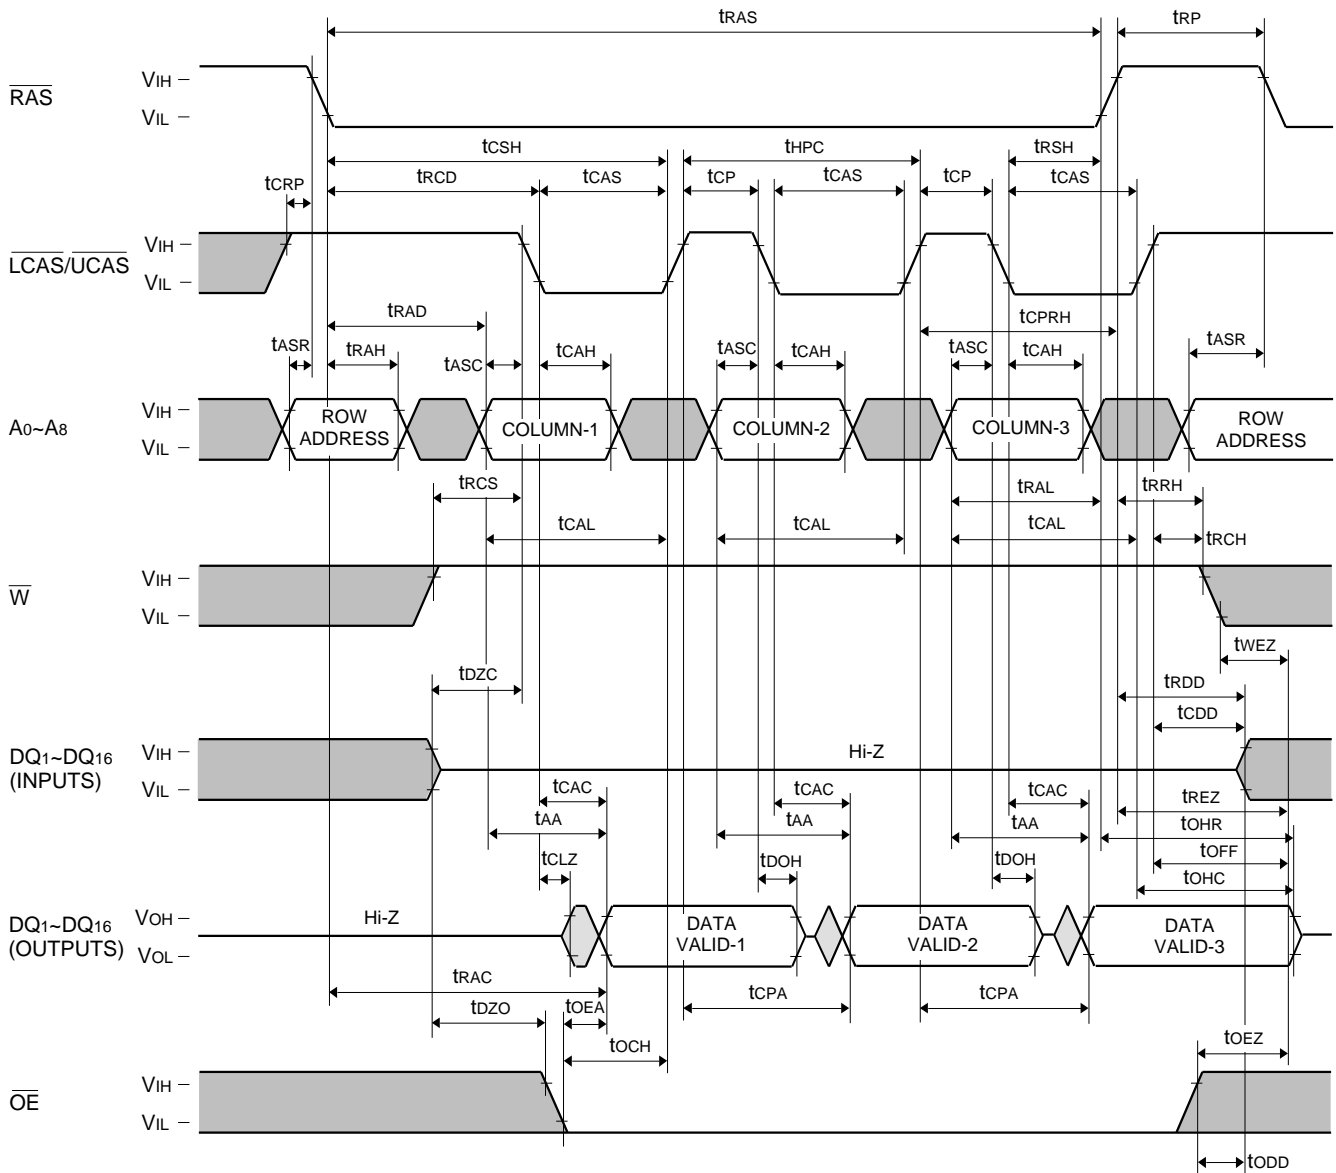 tRAS
tRP
RAS
VIH
VIL
tCSH
tHPC
tRSH
tCRP
tRCD
tCAS
tCP
tCAS
tCP
tCAS
LCAS/UCAS
VIH
VIL
tRAD
tCPRH
tASR
tRAH
tASC
tCAH
tASC
tCAH
tASC
tCAH
tASR
A0~A8
VIH
VIL
ROW
ADDRESS
COLUMN-1
COLUMN-2
COLUMN-3
ROW
ADDRESS
tRCS
tRAL
tRRH
tCAL
tCAL
tCAL
tRCH
W
VIH
VIL
tWEZ
tDZC
tRDD
tCDD
DQ1~DQ16
(INPUTS)
VIH
VIL
Hi-Z
tCAC
tCAC
tCAC
tREZ
tAA
tAA
tAA
tOHR
tCLZ
tDOH
tDOH
tOFF
tOHC
DQ1~DQ16
(OUTPUTS)
VOH
VOL
Hi-Z
DATA
VALID-1
DATA
VALID-2
DATA
VALID-3
tRAC
tCPA
tCPA
tDZO
tOEA
tOCH
tOEZ
OE
VIH
VIL
tODD